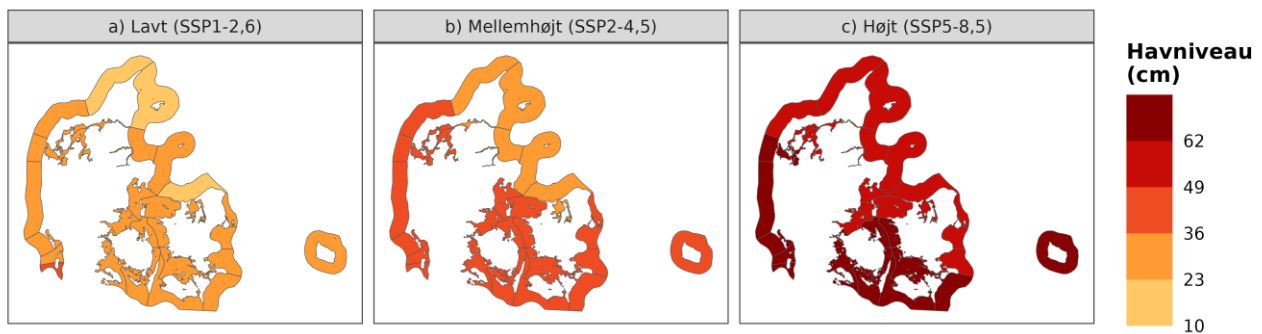 a) Lavt (SSP1-2,6)
b) Mellemhøjt (SSP2-4,5)
c) Højt (SSP5-8,5)
Havniveau
(cm)
62
49
36
23
10